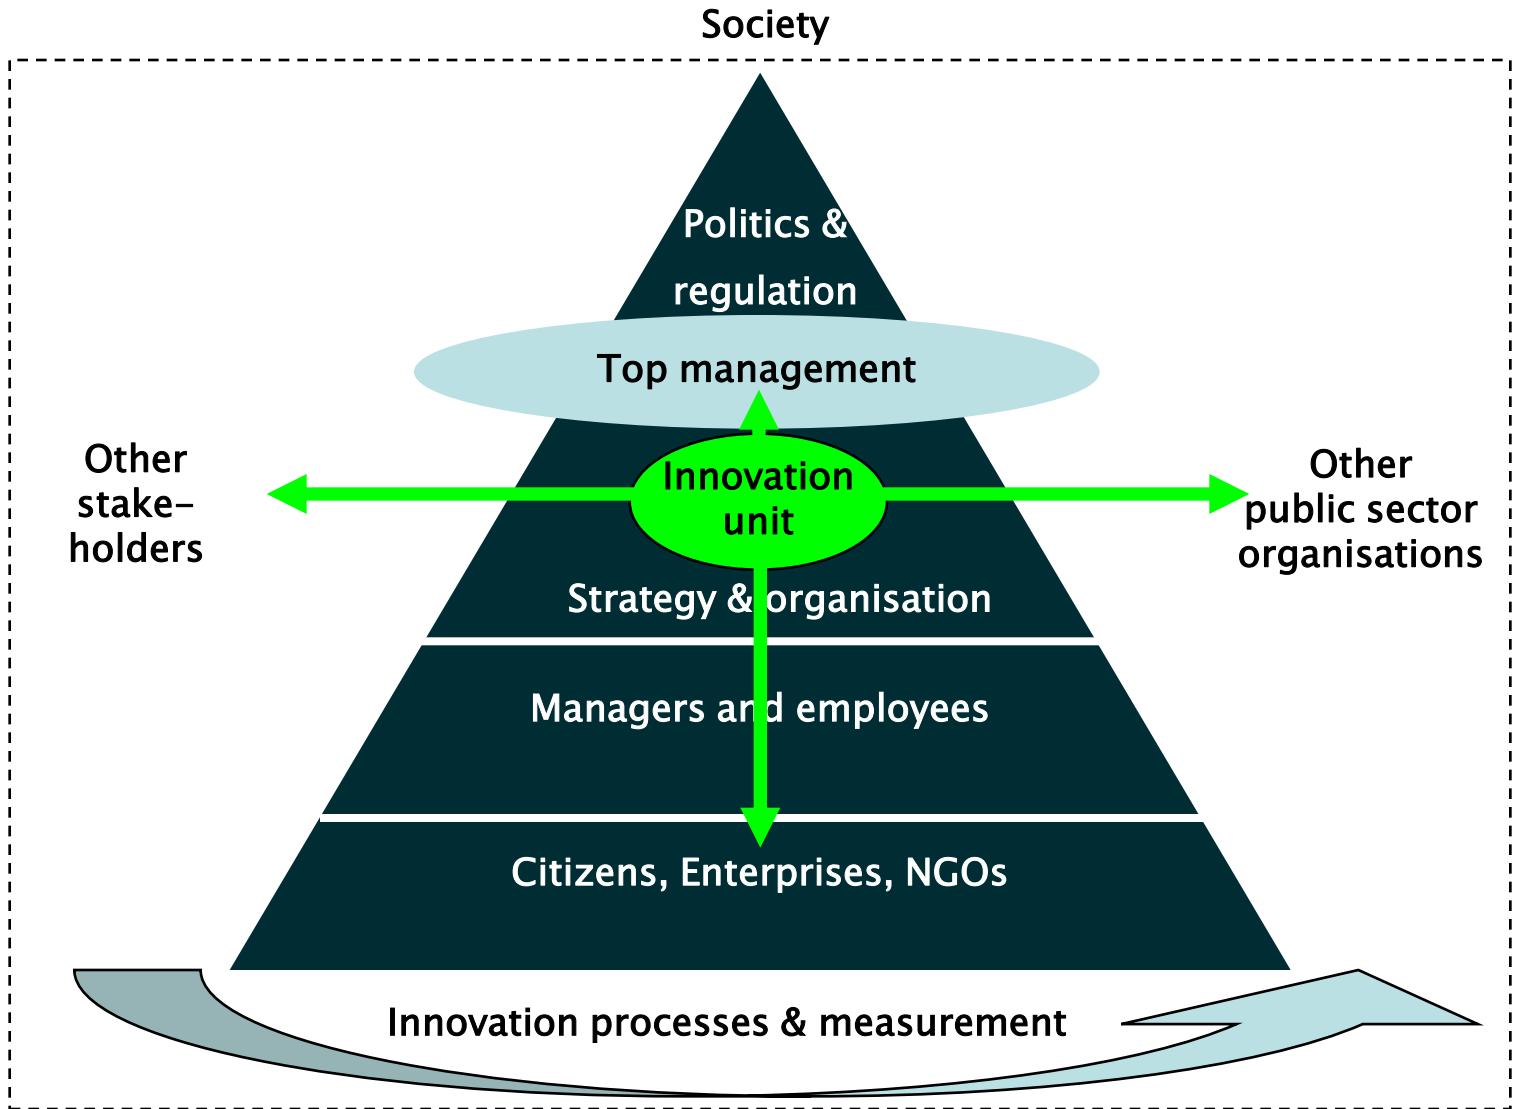 Society
Politics &
regulation
Top management
Other
stake-
holders
Innovation
unit
Other
public sector
organisations
Strategy & organisation
Managers and employees
Citizens, Enterprises, NGOs
Innovation processes & measurement